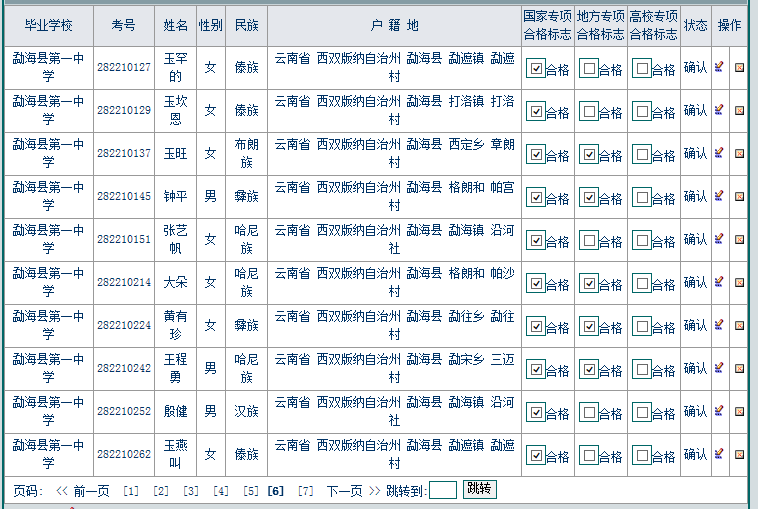 毕业学校 考号 姓名 性别 民族 户 籍 地 国家专项合格标志 地方专项合格标志 高校专项合格标志 状态 操作
勐海县第一中学 282210127 玉罕的 女 傣族 云南省 西双版纳自治州 勐海县 勐遮镇 勐遮村 合格 合格 合格 确认
勐海县第一中学 282210129 玉坎恩 女 傣族 云南省 西双版纳自治州 勐海县 打洛镇 打洛村 合格 合格 合格 确认
勐海县第一中学 282210137 玉旺 女 布朗族 云南省 西双版纳自治州 勐海县 西定乡 章朗村 合格 合格 合格 确认
勐海县第一中学 282210145 钟平 男 彝族 云南省 西双版纳自治州 勐海县 格朗和 帕宫村 合格 合格 合格 确认
勐海县第一中学 282210151 张艺帆 女 哈尼族 云南省 西双版纳自治州 勐海县 勐海镇 沿河社 合格 合格 合格 确认
勐海县第一中学 282210214 大朵 女 哈尼族 云南省 西双版纳自治州 勐海县 格朗和 帕沙村 合格 合格 合格 确认
勐海县第一中学 282210224 黄有珍 女 彝族 云南省 西双版纳自治州 勐海县 勐往乡 勐往村 合格 合格 合格 确认
勐海县第一中学 282210242 王程勇 男 哈尼族 云南省 西双版纳自治州 勐海县 勐宋乡 三迈村 合格 合格 合格 确认
勐海县第一中学 282210252 殷健 男 汉族 云南省 西双版纳自治州 勐海县 勐海镇 沿河社 合格 合格 合格 确认
勐海县第一中学 282210262 玉燕叫 女 傣族 云南省 西双版纳自治州 勐海县 勐遮镇 勐遮村 合格 合格 合格 确认
页码: << 前一页 [1] [2] [3] [4] [5] [6] [7] 下一页 >> 跳转到: 跳转